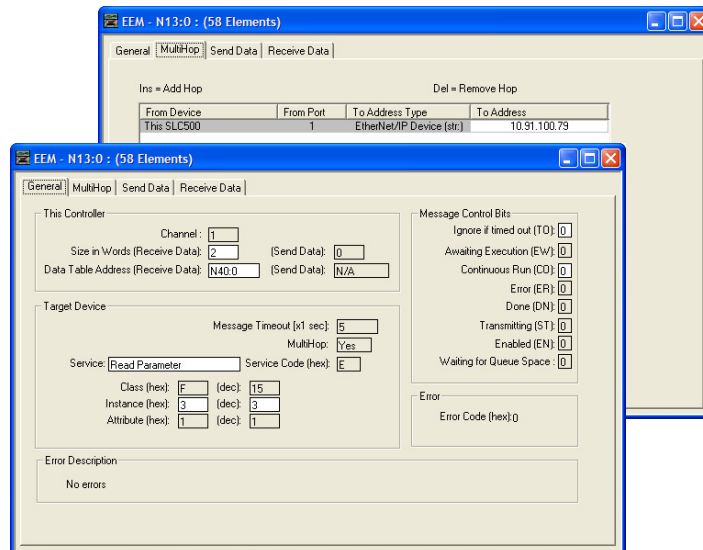 EEM - N13:0 : (58 Elements)
General MultiHop Send Data Receive Data
Ins = Add Hop Del = Remove Hop
From Device From Port To Address Type To Address
This SLC500 1 EtherNet/IP Device (str:) 10.91.100.79
EEM - N13:0 : (58 Elements)
General MultiHop Send Data Receive Data
This Controller
Channel : 1
Size in Words (Receive Data): 2 (Send Data): 0
Data Table Address (Receive Data): N40:0 (Send Data): N/A
Target Device
Message Timeout [x1 sec]: 5
MultiHop: Yes
Service: Read Parameter Service Code (hex): E
Class (hex): F (dec): 15
Instance (hex): 3 (dec): 3
Attribute (hex): 1 (dec): 1
Message Control Bits
Ignore if timed out (TO): 0
Awaiting Execution (EW): 0
Continuous Run (CO): 0
Error (ER): 0
Done (DN): 0
Transmitting (ST): 0
Enabled (EN): 0
Waiting for Queue Space : 0
Error
Error Code (hex):0
Error Description
No errors